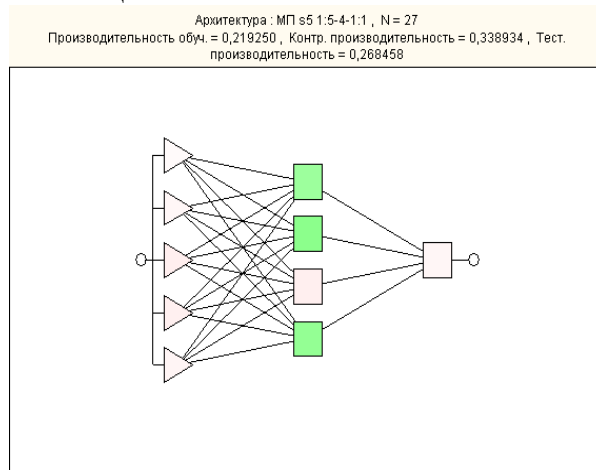 Архитектура : МП s5 1:5-4-1:1 , N = 27
Производительность обуч. = 0,219250 , Контр. производительность = 0,338934 , Тест.
производительность = 0,268458